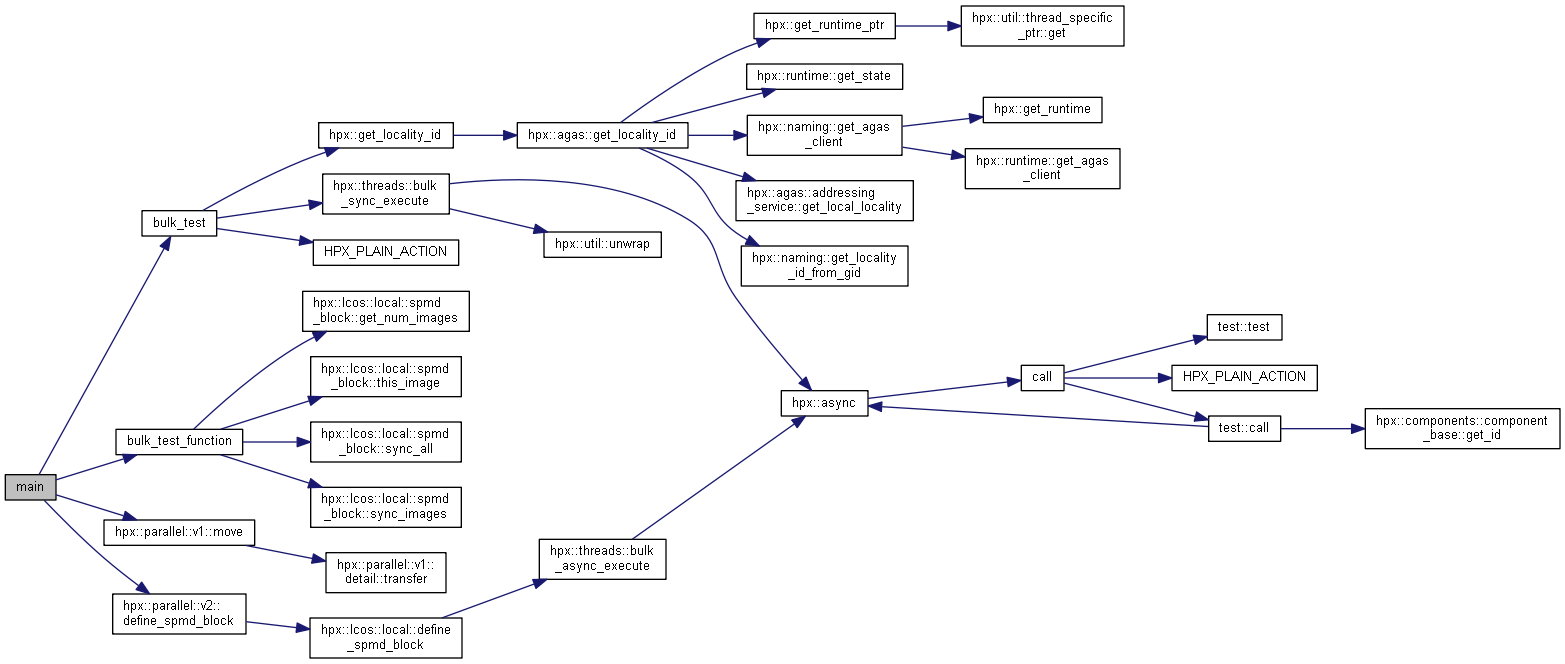 hpx::get_runtime_ptr
hpx::util::thread_specific
_ptr::get
hpx::runtime::get_state
hpx::get_locality_id
hpx::agas::get_locality_id
hpx::naming::get_agas
_client
hpx::get_runtime
hpx::runtime::get_agas
_client
hpx::threads::bulk
_sync_execute
hpx::agas::addressing
_service::get_local_locality
bulk_test
HPX_PLAIN_ACTION
hpx::util::unwrap
hpx::naming::get_locality
_id_from_gid
hpx::lcos::local::spmd
_block::get_num_images
test::test
hpx::lcos::local::spmd
_block::this_image
call
HPX_PLAIN_ACTION
hpx::async
bulk_test_function
hpx::lcos::local::spmd
_block::sync_all
test::call
hpx::components::component
_base::get_id
main
hpx::lcos::local::spmd
_block::sync_images
hpx::parallel::v1::move
hpx::parallel::v1::
detail::transfer
hpx::threads::bulk
_async_execute
hpx::parallel::v2::
define_spmd_block
hpx::lcos::local::define
_spmd_block